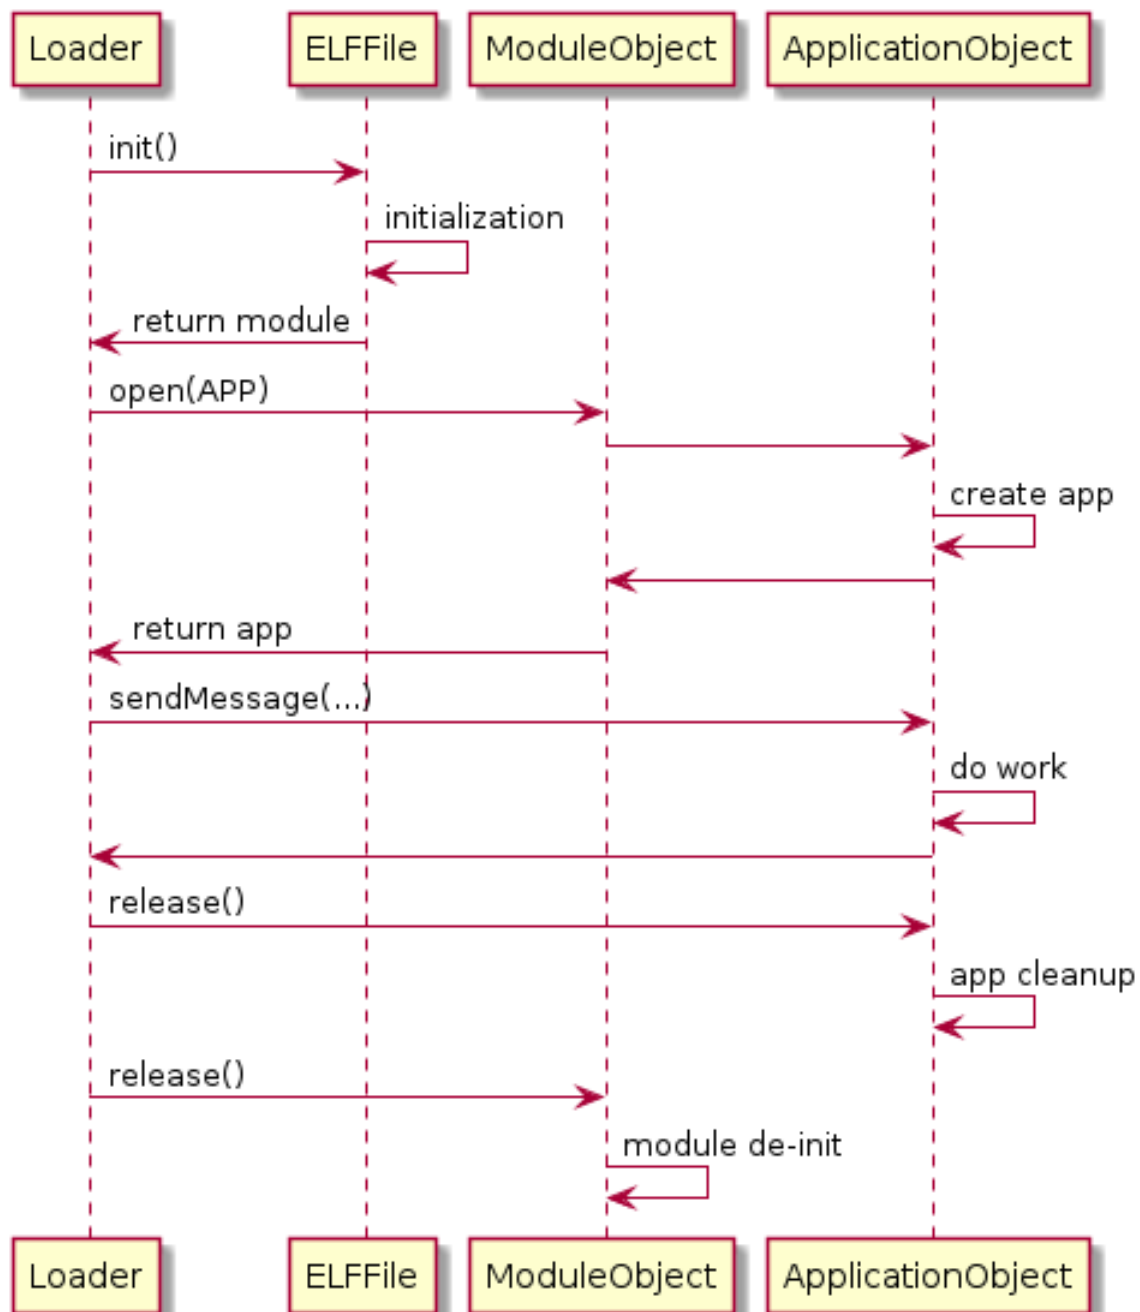 Loader ELFFile ModuleObject ApplicationObject
init()
initialization
return module
open(APP)
create app
return app
sendMessage(...)
do work
release()
app cleanup
release()
module de-init
Loader ELFFile ModuleObject ApplicationObject